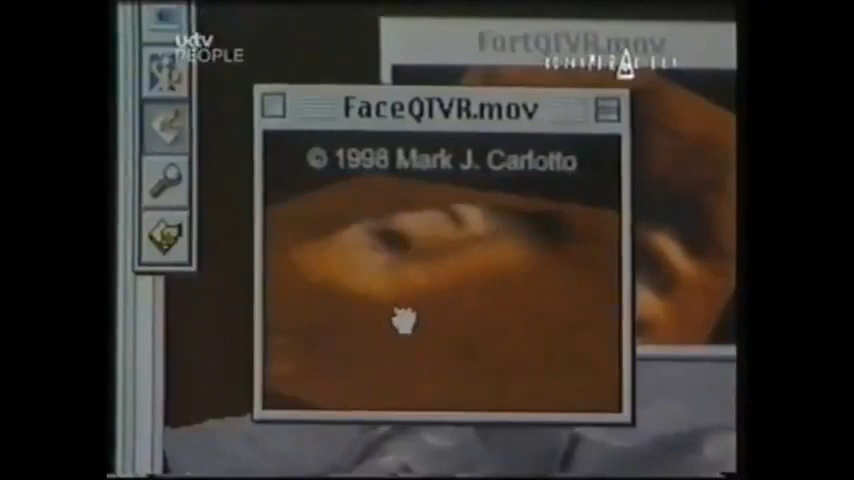 uktv
PEOPLE
FortQTVR.mov
FaceQTVR.mov
© 1998 Mark J. Carlotto